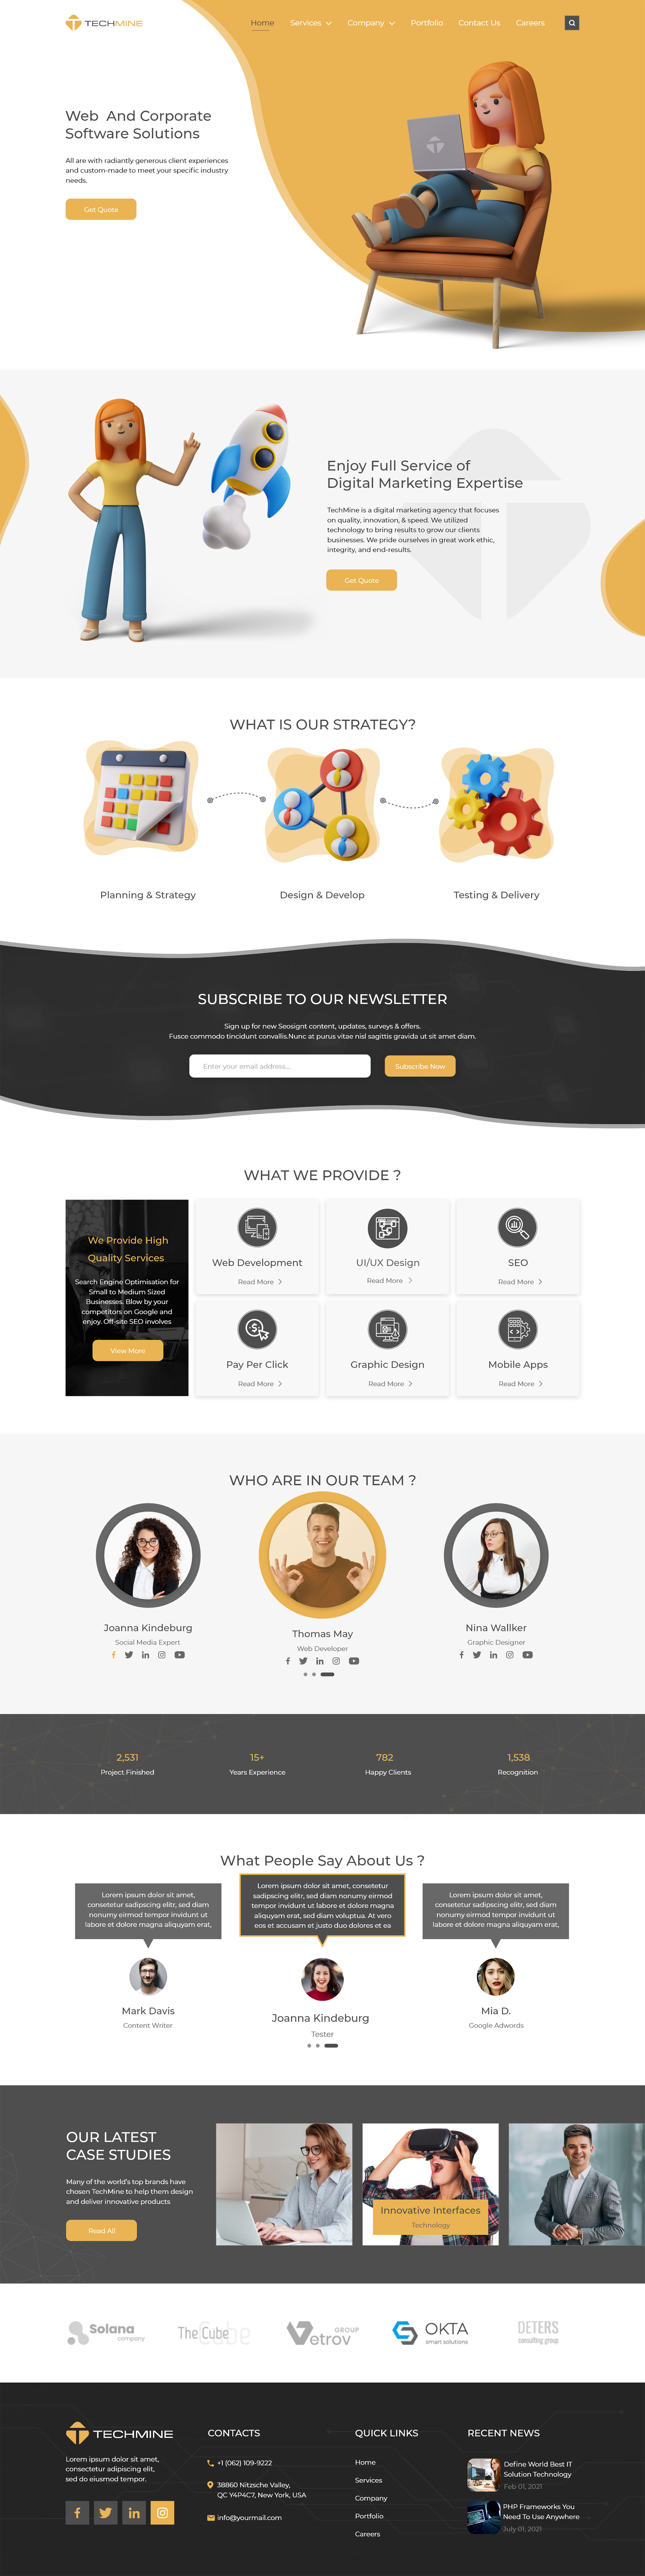 TECHMINE
Home Services Company Portfolio Contact Us Careers
Web And Corporate
Software Solutions
All are with radiantly generous client experiences
and custom-made to meet your specific industry
needs.
Get Quote
Enjoy Full Service of
Digital Marketing Expertise
TechMine is a digital marketing agency that focuses
on quality, innovation, & speed. We utilized
technology to bring results to grow our clients
businesses. We pride ourselves in great work ethic,
integrity, and end-results.
Get Quote
WHAT IS OUR STRATEGY?
Planning & Strategy
Design & Develop
Testing & Delivery
SUBSCRIBE TO OUR NEWSLETTER
Sign up for new Seosignt content, updates, surveys & offers.
Fusce commodo tincidunt convallis.Nunc at purus vitae nisl sagittis gravida ut sit amet diam.
Enter your email address...
Subscribe Now
WHAT WE PROVIDE ?
We Provide High
Quality Services
Search Engine Optimisation for
Small to Medium Sized
Businesses. Blow by your
competitors on Google and
enjoy. Off-site SEO involves
View More
Web Development
Read More
UI/UX Design
Read More
SEO
Read More
Pay Per Click
Read More
Graphic Design
Read More
Mobile Apps
Read More
WHO ARE IN OUR TEAM ?
Joanna Kindeburg
Social Media Expert
Thomas May
Web Developer
Nina Wallker
Graphic Designer
2,531
Project Finished
15+
Years Experience
782
Happy Clients
1,538
Recognition
What People Say About Us ?
Lorem ipsum dolor sit amet,
consetetur sadipscing elitr, sed diam
nonumy eirmod tempor invidunt ut
labore et dolore magna aliquyam erat,
Mark Davis
Content Writer
Lorem ipsum dolor sit amet, consetetur
sadipscing elitr, sed diam nonumy eirmod
tempor invidunt ut labore et dolore magna
aliquyam erat, sed diam voluptua. At vero
eos et accusam et justo duo dolores et ea
Joanna Kindeburg
Tester
Lorem ipsum dolor sit amet,
consetetur sadipscing elitr, sed diam
nonumy eirmod tempor invidunt ut
labore et dolore magna aliquyam erat,
Mia D.
Google Adwords
OUR LATEST
CASE STUDIES
Many of the world's top brands have
chosen TechMine to help them design
and deliver innovative products
Read All
Innovative Interfaces
Technology
Solana
company
The Cube
GROUP
Vetrov
OKTA
smart solutions
DETERS
consulting group
TECHMINE
Lorem ipsum dolor sit amet,
consectetur adipiscing elit,
sed do eiusmod tempor.
CONTACTS
+1 (062) 109-9222
38860 Nitzsche Valley,
QC Y4P4C7, New York, USA
info@yourmail.com
QUICK LINKS
Home
Services
Company
Portfolio
Careers
RECENT NEWS
Define World Best IT
Solution Technology
Feb 01, 2021
PHP Frameworks You
Need To Use Anywhere
July 01, 2021